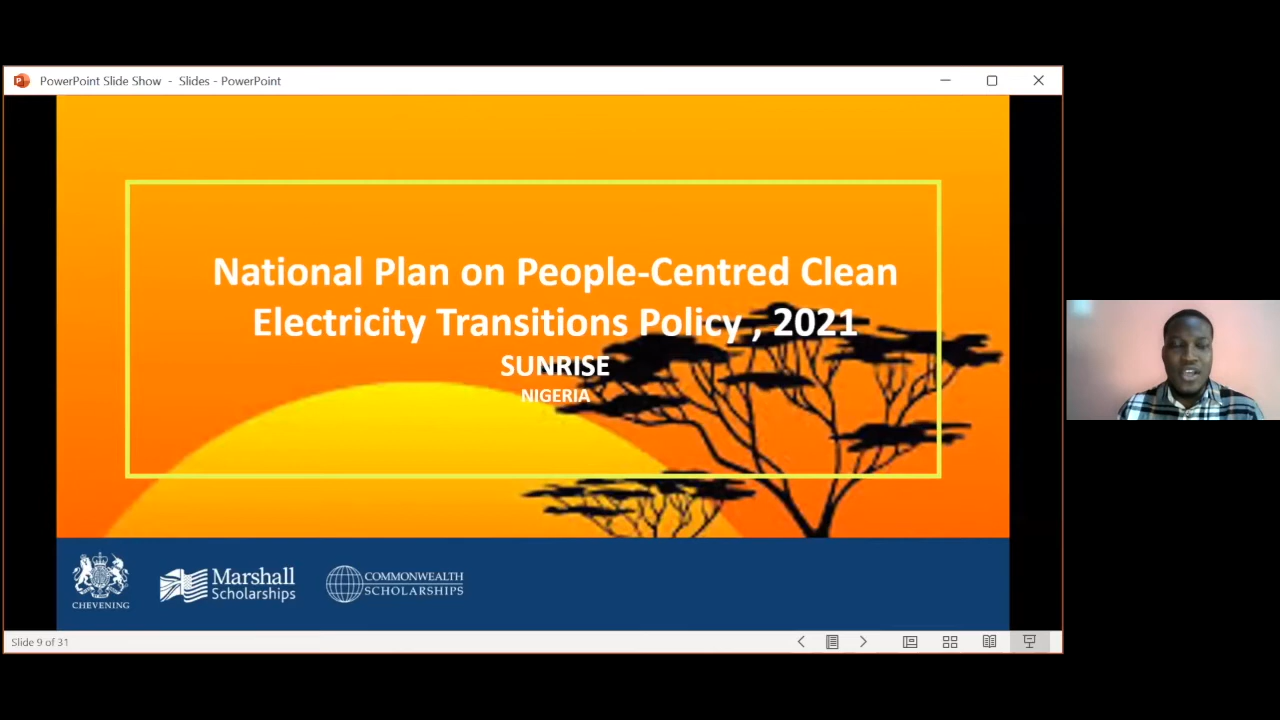 PowerPoint Slide Show - Slides - PowerPoint
National Plan on People-Centred Clean
Electricity Transitions Policy , 2021
SUNRISE
NIGERIA
CHEVENING
Marshall
Scholarships
COMMONWEALTH
SCHOLARSHIPS
Slide 9 of 31